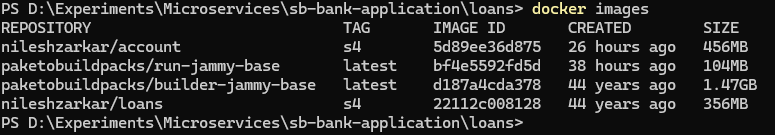 PS D:\Experiments\Microservices\sb-bank-application\loans> docker images
REPOSITORY TAG IMAGE ID CREATED SIZE
nileshzarkar/account s4 5d89ee36d875 26 hours ago 456MB
paketobuildpacks/run-jammy-base latest bf4e5592fd5d 38 hours ago 104MB
paketobuildpacks/builder-jammy-base latest d187a4cda378 44 years ago 1.47GB
nileshzarkar/loans s4 22112c008128 44 years ago 356MB
PS D:\Experiments\Microservices\sb-bank-application\loans>